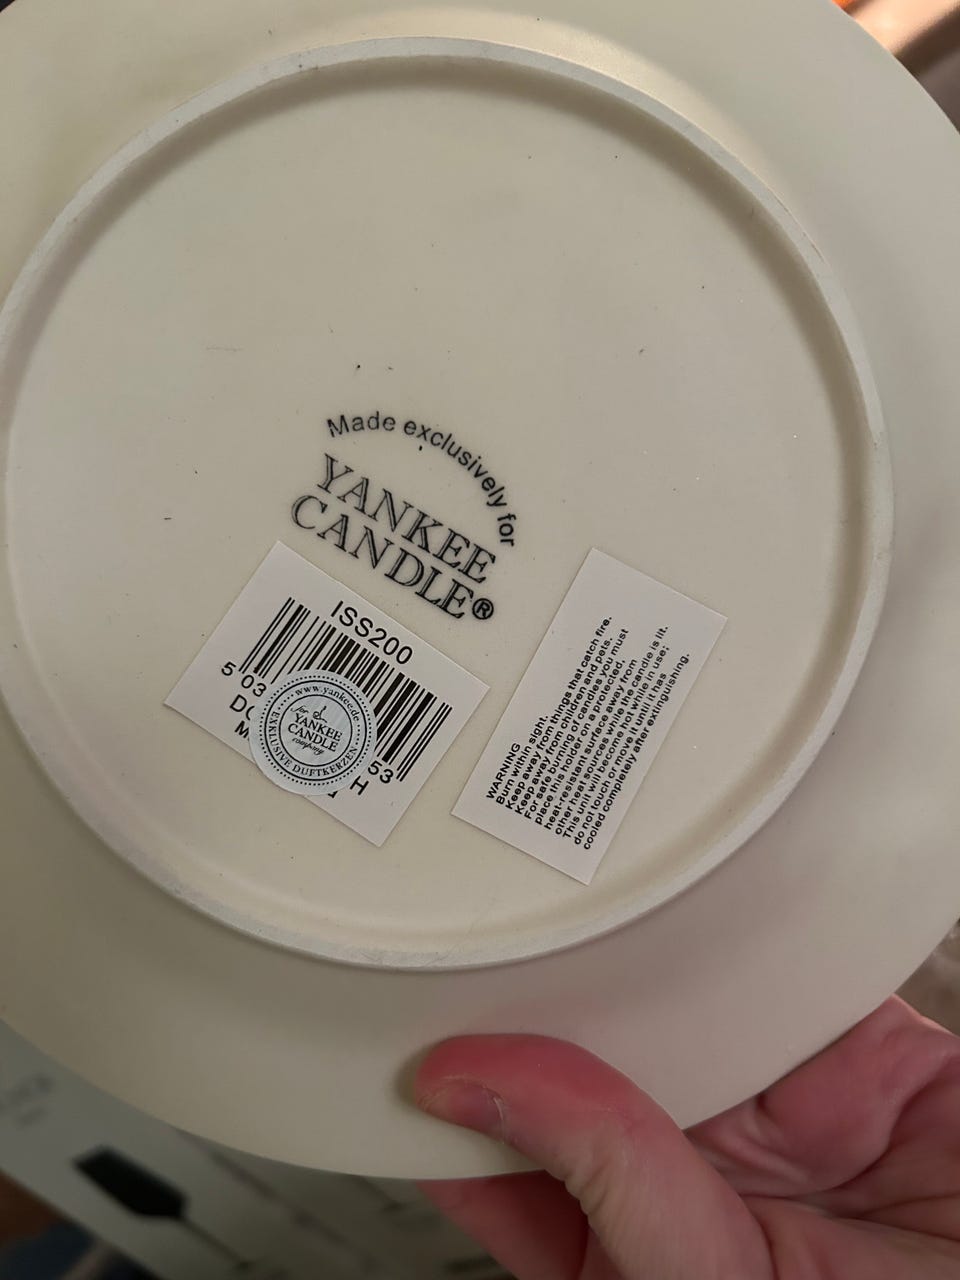 Made exclusively for
YANKEE
CANDLE®
ISS200
5 03
53
H
www.yankee.de
for
YANKEE
CANDLE
company
EXKLUSIVE DUFTKERZEN
WARNING
Burn within sight.
Keep away from things that catch fire.
Keep away from children and pets.
For safe burning of candles you must
place this holder on a protected,
heat-resistant surface away from
other heat sources while the candle is lit.
This unit will become hot while in use;
do not touch or move it until it has
cooled completely after extinguishing.